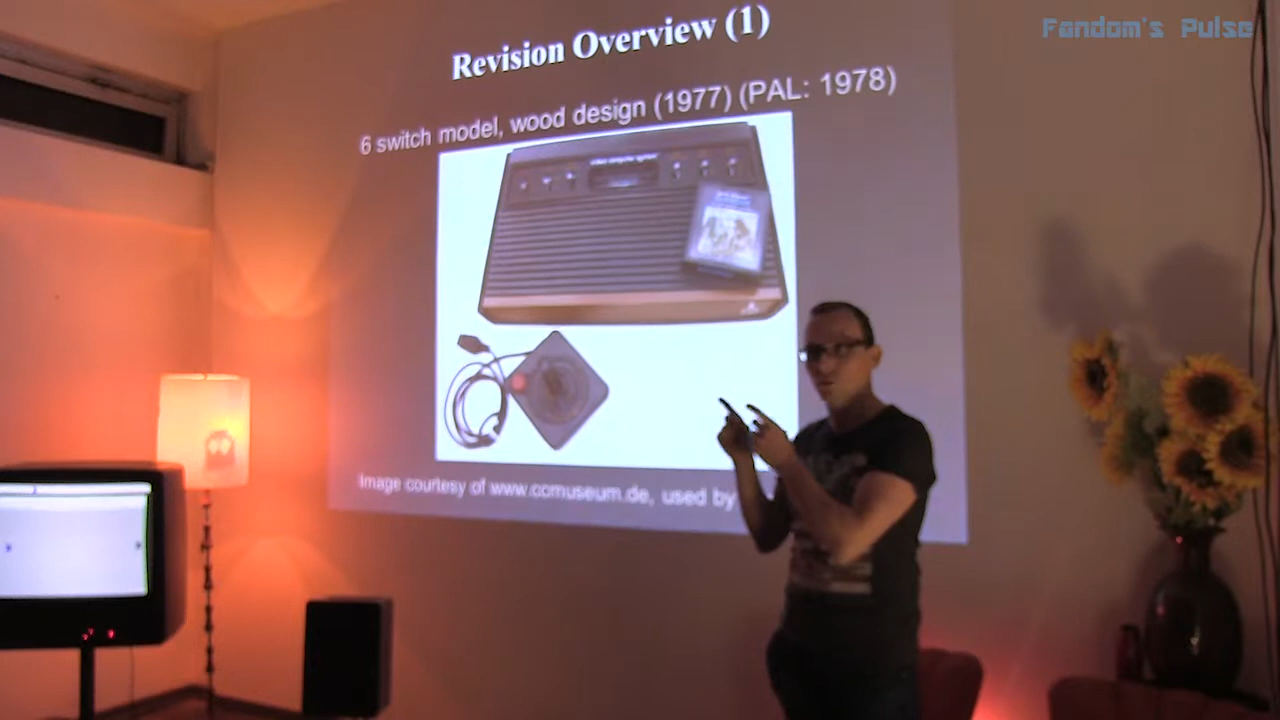 Fandom's Pulse
Revision Overview (1)
6 switch model, wood design (1977) (PAL: 1978)
Image courtesy of www.ccmuseum.de, used by